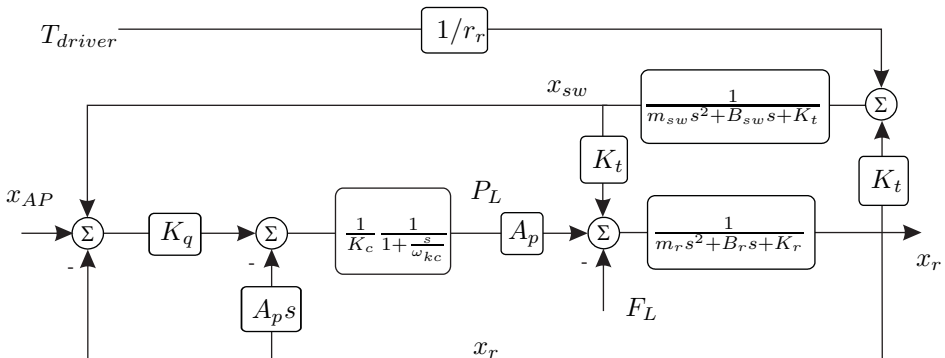 T_{driver}
1/r_r
x_{sw}
\frac{1}{m_{sw}s^2+B_{sw}s+K_t}
Σ
K_t
K_t
x_{AP}
P_L
Σ
K_q
Σ
\frac{1}{K_c} \frac{1}{1+\frac{s}{\omega_{kc}}}
A_p
Σ
\frac{1}{m_r s^2+B_r s+K_r}
x_r
-
-
-
A_p s
F_L
x_r